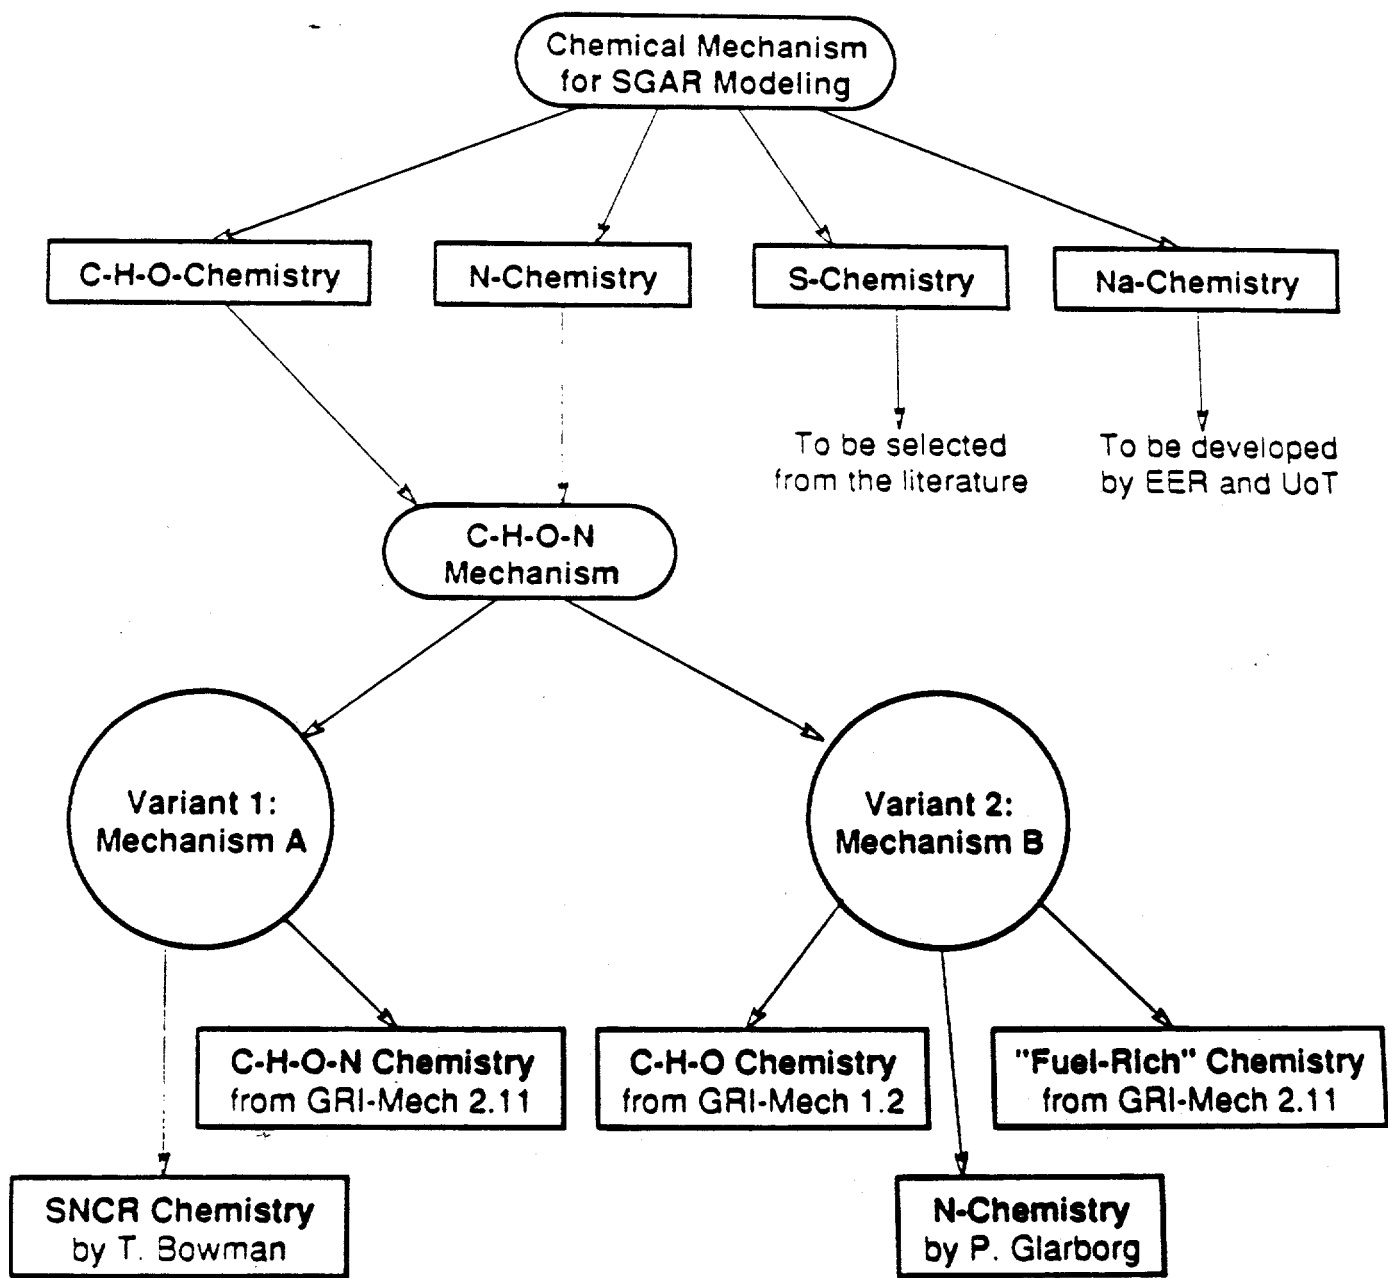 Chemical Mechanism
for SGAR Modeling
C-H-O-Chemistry
N-Chemistry
S-Chemistry
Na-Chemistry
To be selected
from the literature
To be developed
by EER and UoT
C-H-O-N
Mechanism
Variant 1:
Mechanism A
Variant 2:
Mechanism B
C-H-O-N Chemistry
from GRI-Mech 2.11
C-H-O Chemistry
from GRI-Mech 1.2
"Fuel-Rich" Chemistry
from GRI-Mech 2.11
SNCR Chemistry
by T. Bowman
N-Chemistry
by P. Glarborg